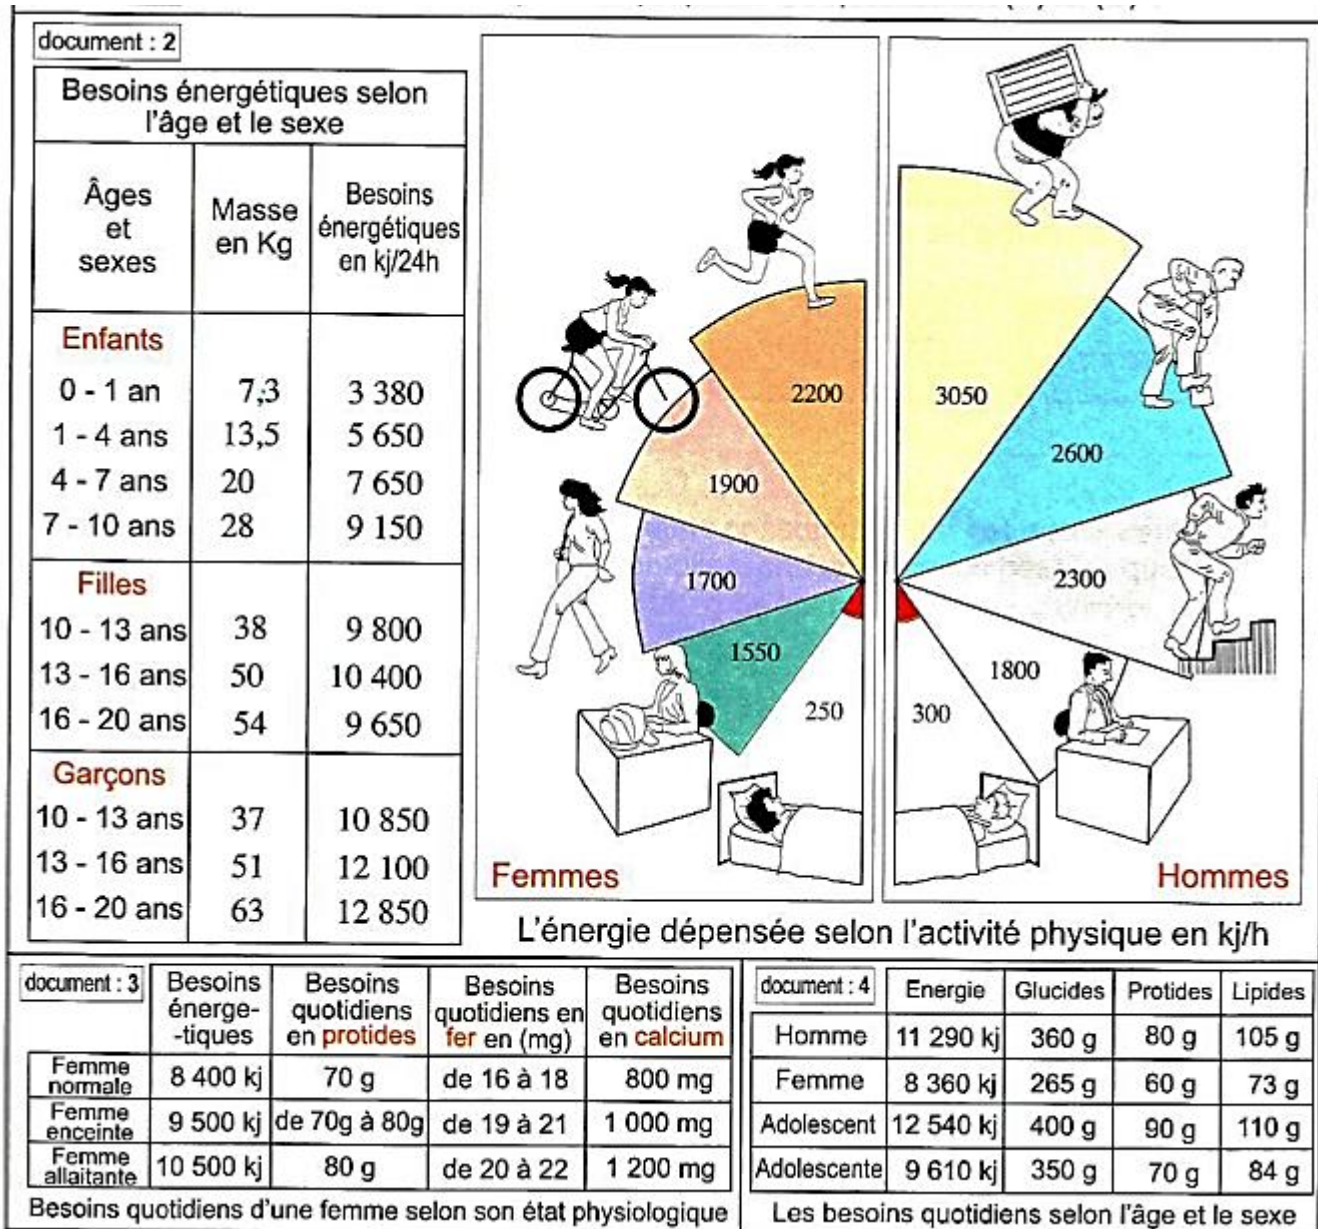 document : 2
Besoins énergétiques selon
l'âge et le sexe
Âges
et
sexes
Masse
en Kg
Besoins
énergétiques
en kj/24h
Enfants
0 - 1 an 7,3 3 380
1 - 4 ans 13,5 5 650
4 - 7 ans 20 7 650
7 - 10 ans 28 9 150
Filles
10 - 13 ans 38 9 800
13 - 16 ans 50 10 400
16 - 20 ans 54 9 650
Garçons
10 - 13 ans 37 10 850
13 - 16 ans 51 12 100
16 - 20 ans 63 12 850
2200
1900
1700
1550
250
Femmes
3050
2600
2300
1800
300
Hommes
L'énergie dépensée selon l'activité physique en kj/h
document : 3
Besoins
énerge-
-tiques
Besoins
quotidiens
en protides
Besoins
quotidiens en
fer en (mg)
Besoins
quotidiens
en calcium
Femme
normale
8 400 kj 70 g de 16 à 18 800 mg
Femme
enceinte
9 500 kj de 70g à 80g de 19 à 21 1 000 mg
Femme
allaitante
10 500 kj 80 g de 20 à 22 1 200 mg
Besoins quotidiens d'une femme selon son état physiologique
document : 4 Energie Glucides Protides Lipides
Homme 11 290 kj 360 g 80 g 105 g
Femme 8 360 kj 265 g 60 g 73 g
Adolescent 12 540 kj 400 g 90 g 110 g
Adolescente 9 610 kj 350 g 70 g 84 g
Les besoins quotidiens selon l'âge et le sexe